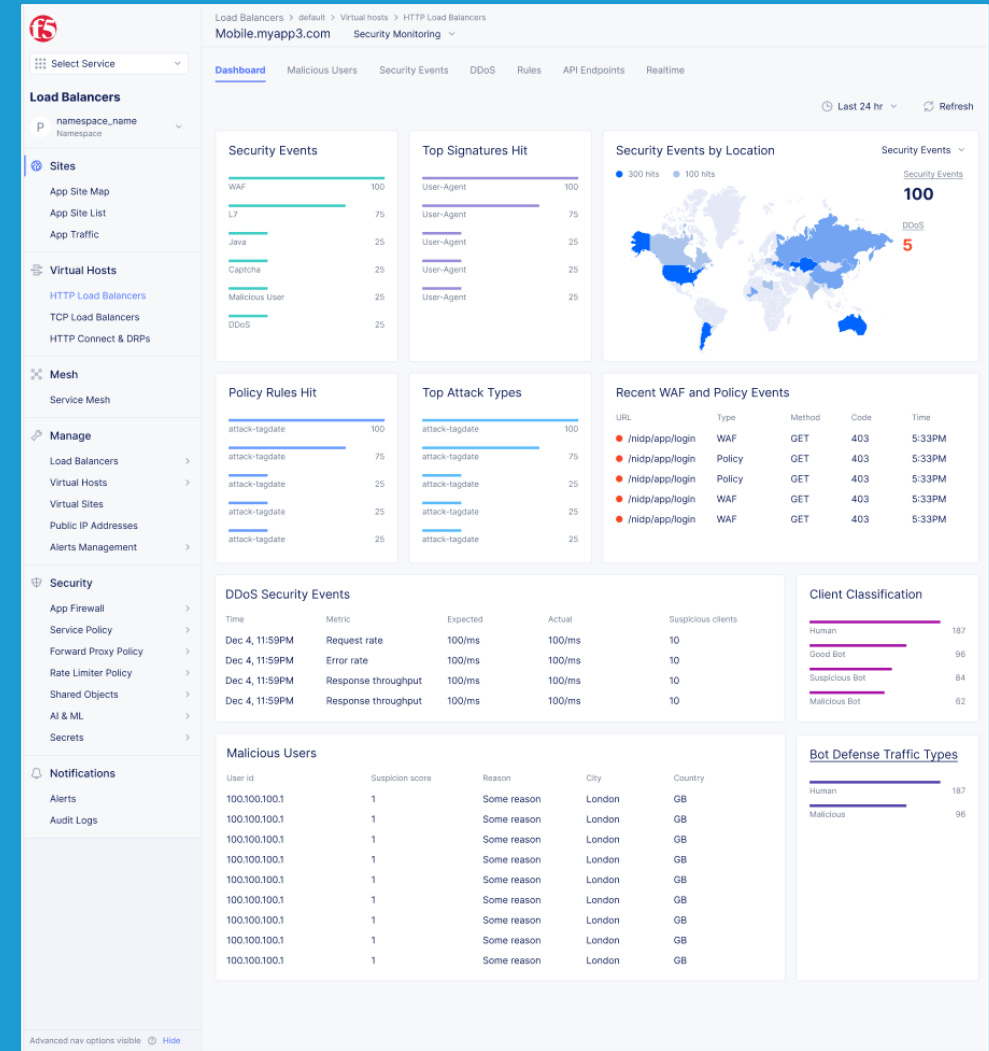 f5
Select Service
Load Balancers
P
namespace_name
Namespace
Sites
App Site Map
App Site List
App Traffic
Virtual Hosts
HTTP Load Balancers
TCP Load Balancers
HTTP Connect & DRPs
Mesh
Service Mesh
Manage
Load Balancers
Virtual Hosts
Virtual Sites
Public IP Addresses
Alerts Management
Security
App Firewall
Service Policy
Forward Proxy Policy
Rate Limiter Policy
Shared Objects
AI & ML
Secrets
Notifications
Alerts
Audit Logs
Advanced nav options visible Hide
Load Balancers > default > Virtual hosts > HTTP Load Balancers
Mobile.myapp3.com Security Monitoring
Dashboard Malicious Users Security Events DDoS Rules API Endpoints Realtime
Last 24 hr Refresh
Security Events
WAF 100
L7 75
Java 25
Captcha 25
Malicious User 25
DDoS 25
Top Signatures Hit
User-Agent 100
User-Agent 75
User-Agent 25
User-Agent 25
User-Agent 25
Security Events by Location Security Events
300 hits 100 hits
Security Events
100
DDoS
5
Policy Rules Hit
attack-tagdate 100
attack-tagdate 75
attack-tagdate 25
attack-tagdate 25
attack-tagdate 25
Top Attack Types
attack-tagdate 100
attack-tagdate 75
attack-tagdate 25
attack-tagdate 25
attack-tagdate 25
Recent WAF and Policy Events
URL Type Method Code Time
/nidp/app/login WAF GET 403 5:33PM
/nidp/app/login Policy GET 403 5:33PM
/nidp/app/login Policy GET 403 5:33PM
/nidp/app/login WAF GET 403 5:33PM
/nidp/app/login WAF GET 403 5:33PM
DDoS Security Events
Time Metric Expected Actual Suspicious clients
Dec 4, 11:59PM Request rate 100/ms 100/ms 10
Dec 4, 11:59PM Error rate 100/ms 100/ms 10
Dec 4, 11:59PM Response throughput 100/ms 100/ms 10
Dec 4, 11:59PM Response throughput 100/ms 100/ms 10
Client Classification
Human 187
Good Bot 96
Suspicious Bot 84
Malicious Bot 62
Malicious Users
User id Suspicion score Reason City Country
100.100.100.1 1 Some reason London GB
100.100.100.1 1 Some reason London GB
100.100.100.1 1 Some reason London GB
100.100.100.1 1 Some reason London GB
100.100.100.1 1 Some reason London GB
100.100.100.1 1 Some reason London GB
100.100.100.1 1 Some reason London GB
100.100.100.1 1 Some reason London GB
100.100.100.1 1 Some reason London GB
Bot Defense Traffic Types
Human 187
Malicious 96